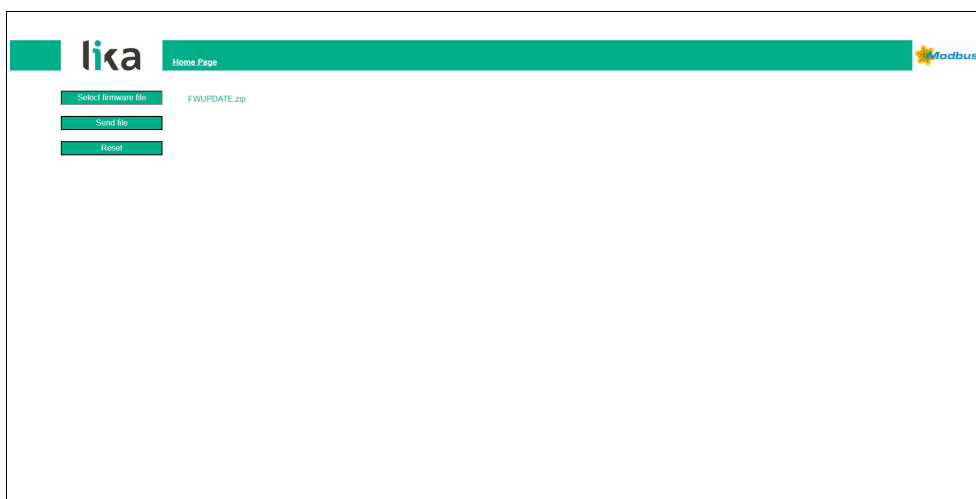 lika
Home Page
Modbus
Select firmware file
FWUPDATE.zip
Send file
Reset